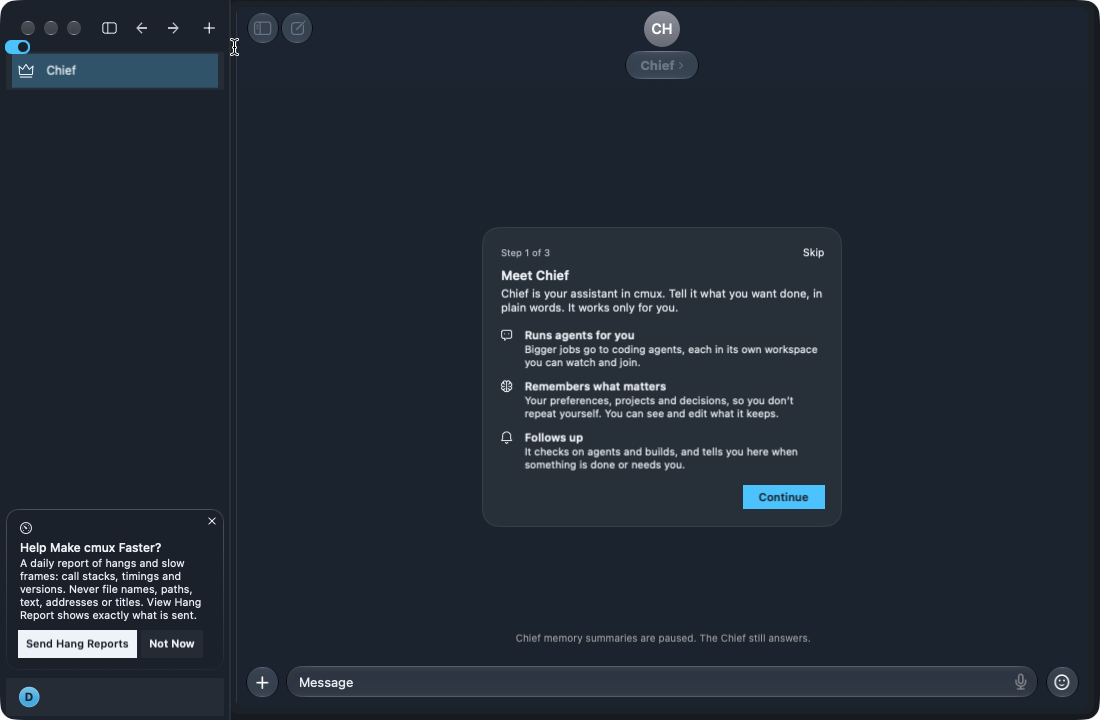 Chief
CH
Chief
Step 1 of 3
Skip
Meet Chief
Chief is your assistant in cmux. Tell it what you want done, in
plain words. It works only for you.
Runs agents for you
Bigger jobs go to coding agents, each in its own workspace
you can watch and join.
Remembers what matters
Your preferences, projects and decisions, so you don't
repeat yourself. You can see and edit what it keeps.
Follows up
It checks on agents and builds, and tells you here when
something is done or needs you.
Continue
Help Make cmux Faster?
A daily report of hangs and slow
frames: call stacks, timings and
versions. Never file names, paths,
text, addresses or titles. View Hang
Report shows exactly what is sent.
Send Hang Reports
Not Now
Chief memory summaries are paused. The Chief still answers.
Message
D